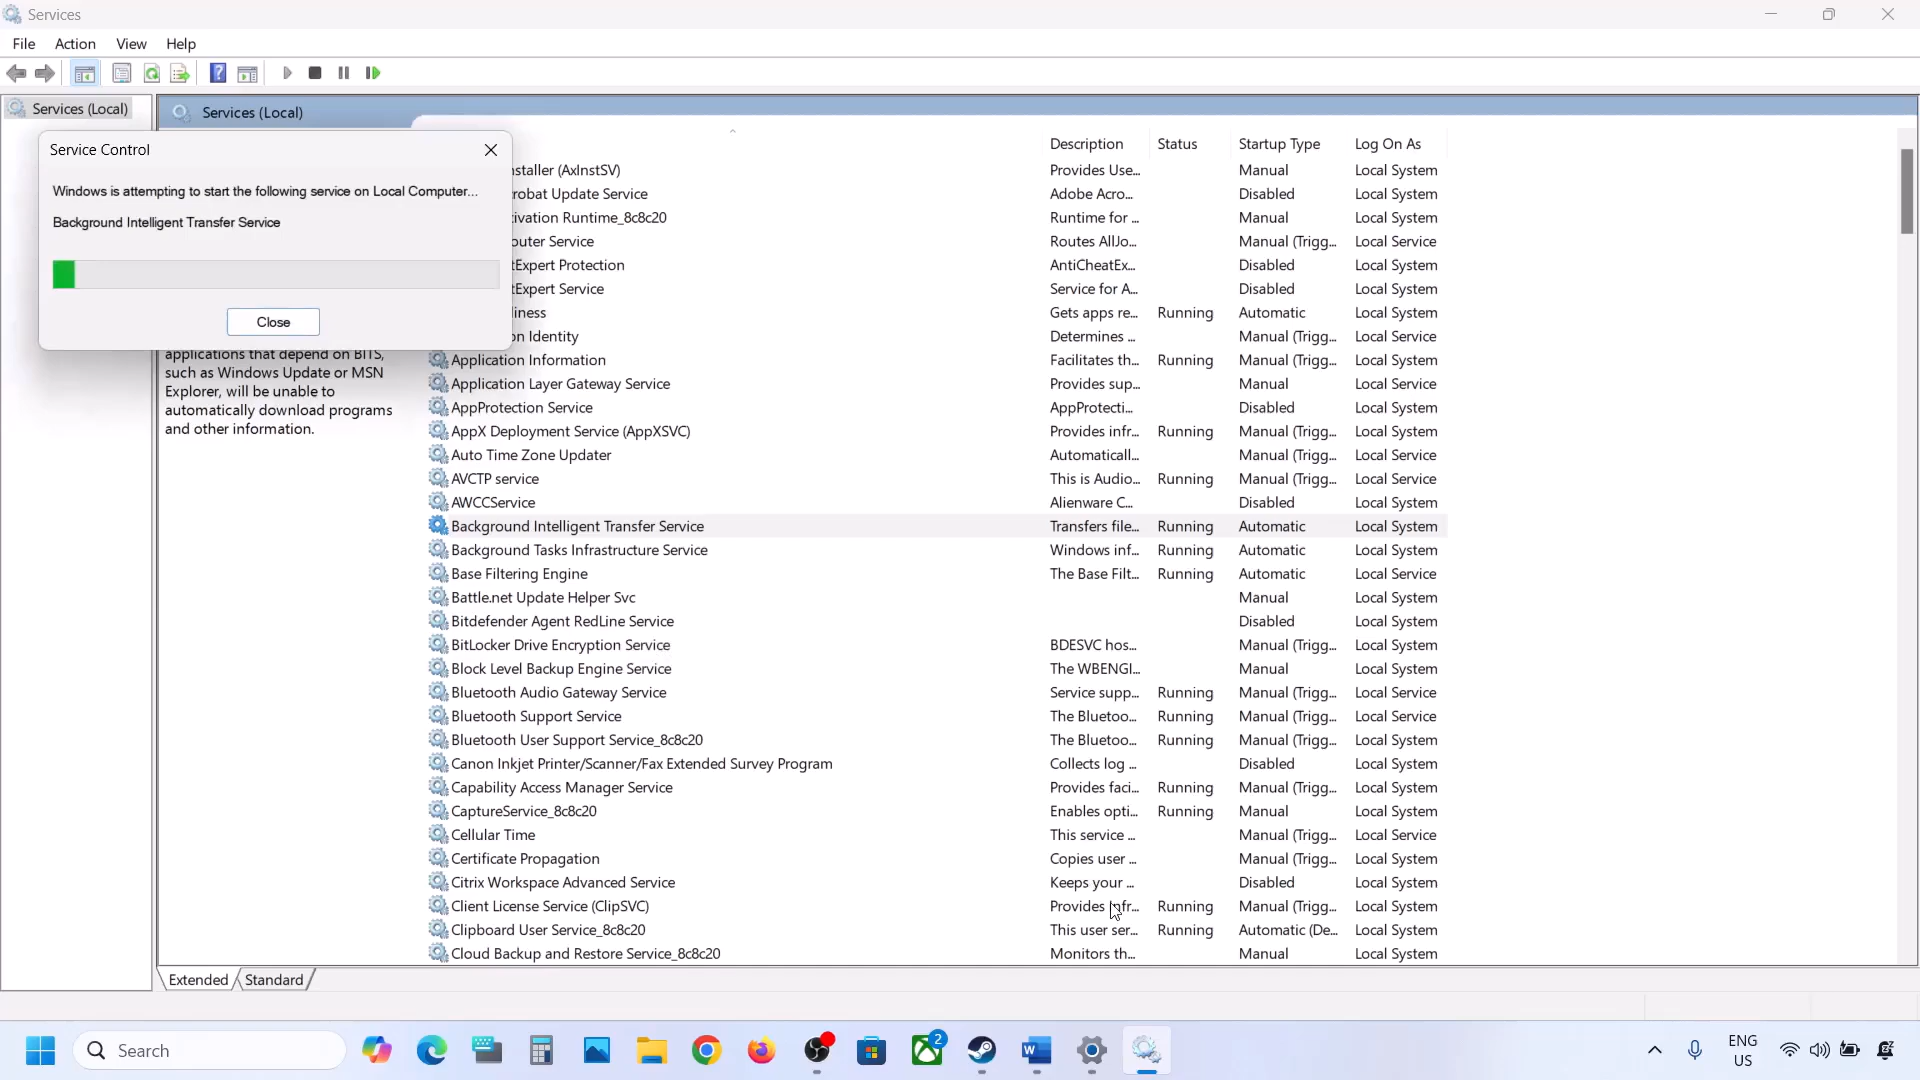 Services
File Action View Help
Services (Local)
Services (Local)
Service Control
Windows is attempting to start the following service on Local Computer...
Background Intelligent Transfer Service
Close
applications that depend on BITS,
such as Windows Update or MSN
Explorer, will be unable to
automatically download programs
and other information.
Description Status Startup Type Log On As
nstaller (AxInstSV) Provides Use... Manual Local System
robat Update Service Adobe Acro... Disabled Local System
tivation Runtime_8c8c20 Runtime for ... Manual Local System
outer Service Routes AllJo... Manual (Trigg... Local Service
tExpert Protection AntiCheatEx... Disabled Local System
tExpert Service Service for A... Disabled Local System
liness Gets apps re... Running Automatic Local System
on Identity Determines ... Manual (Trigg... Local Service
Application Information Facilitates th... Running Manual (Trigg... Local System
Application Layer Gateway Service Provides sup... Manual Local Service
AppProtection Service AppProtecti... Disabled Local System
AppX Deployment Service (AppXSVC) Provides infr... Running Manual (Trigg... Local System
Auto Time Zone Updater Automaticall... Manual (Trigg... Local Service
AVCTP service This is Audio... Running Manual (Trigg... Local Service
AWCCService Alienware C... Disabled Local System
Background Intelligent Transfer Service Transfers file... Running Automatic Local System
Background Tasks Infrastructure Service Windows inf... Running Automatic Local System
Base Filtering Engine The Base Filt... Running Automatic Local Service
Battle.net Update Helper Svc Manual Local System
Bitdefender Agent RedLine Service Disabled Local System
BitLocker Drive Encryption Service BDESVC hos... Manual (Trigg... Local System
Block Level Backup Engine Service The WBENGI... Manual Local System
Bluetooth Audio Gateway Service Service supp... Running Manual (Trigg... Local Service
Bluetooth Support Service The Bluetoo... Running Manual (Trigg... Local Service
Bluetooth User Support Service_8c8c20 The Bluetoo... Running Manual (Trigg... Local System
Canon Inkjet Printer/Scanner/Fax Extended Survey Program Collects log ... Disabled Local System
Capability Access Manager Service Provides faci... Running Manual (Trigg... Local System
CaptureService_8c8c20 Enables opti... Running Manual Local System
Cellular Time This service ... Manual (Trigg... Local Service
Certificate Propagation Copies user ... Manual (Trigg... Local System
Citrix Workspace Advanced Service Keeps your ... Disabled Local System
Client License Service (ClipSVC) Provides infr... Running Manual (Trigg... Local System
Clipboard User Service_8c8c20 This user ser... Running Automatic (De... Local System
Cloud Backup and Restore Service_8c8c20 Monitors th... Manual Local System
Extended Standard
Search 2 ENG
US